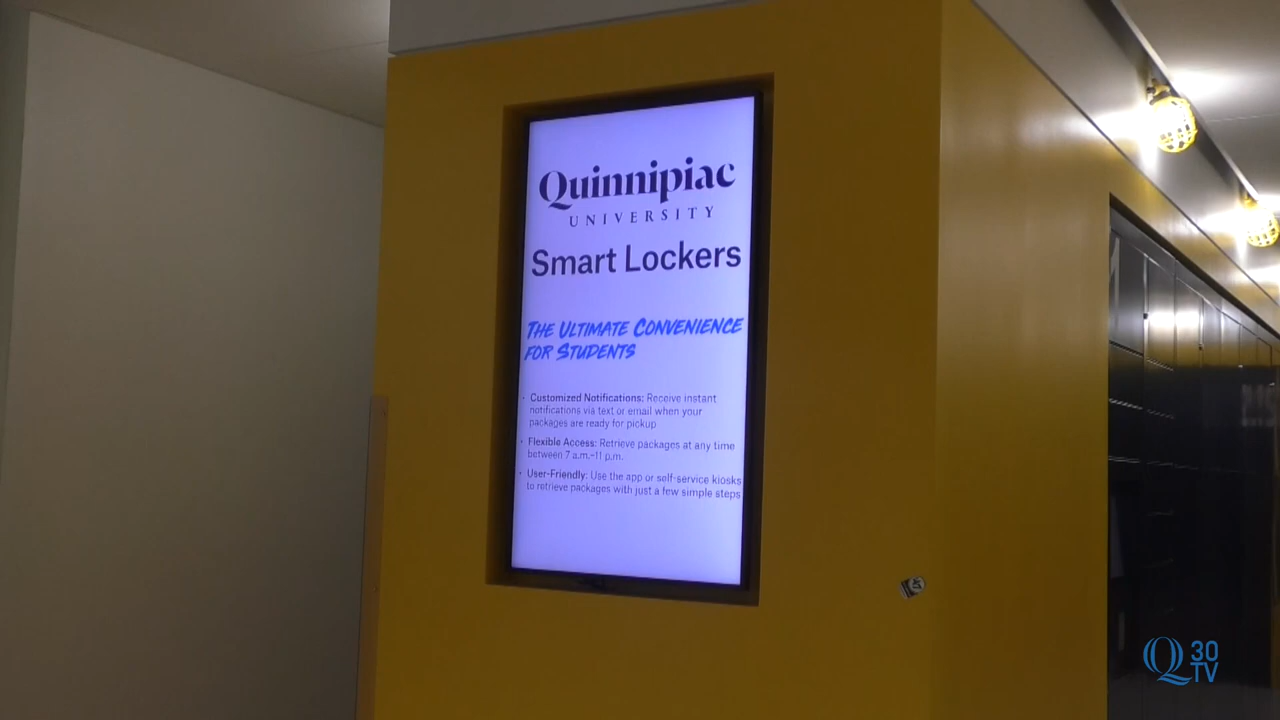 Quinnipiac
UNIVERSITY
Smart Lockers
THE ULTIMATE CONVENIENCE
FOR STUDENTS
• Customized Notifications: Receive instant
notifications via text or email when your
packages are ready for pickup
• Flexible Access: Retrieve packages at any time
between 7 a.m.–11 p.m.
• User-Friendly: Use the app or self-service kiosks
to retrieve packages with just a few simple steps
Q 30
TV